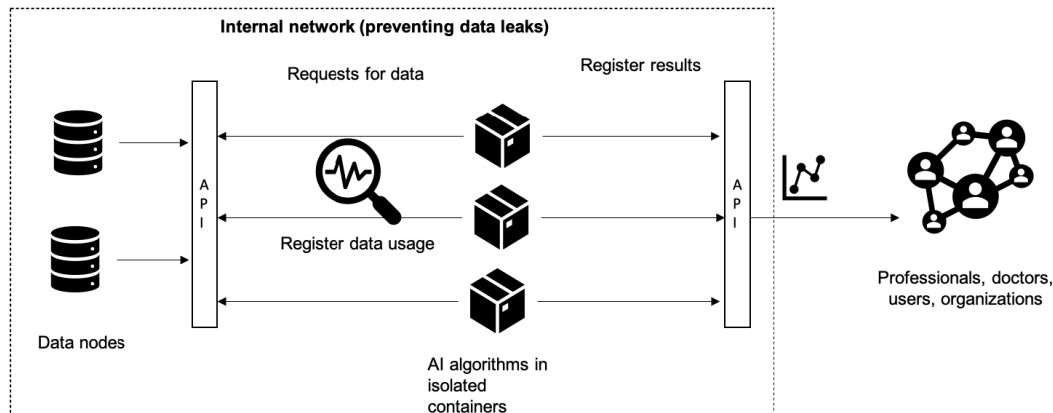 Internal network (preventing data leaks)
Requests for data
Register results
A
P
I
A
P
I
Register data usage
Professionals, doctors,
users, organizations
Data nodes
AI algorithms in
isolated
containers